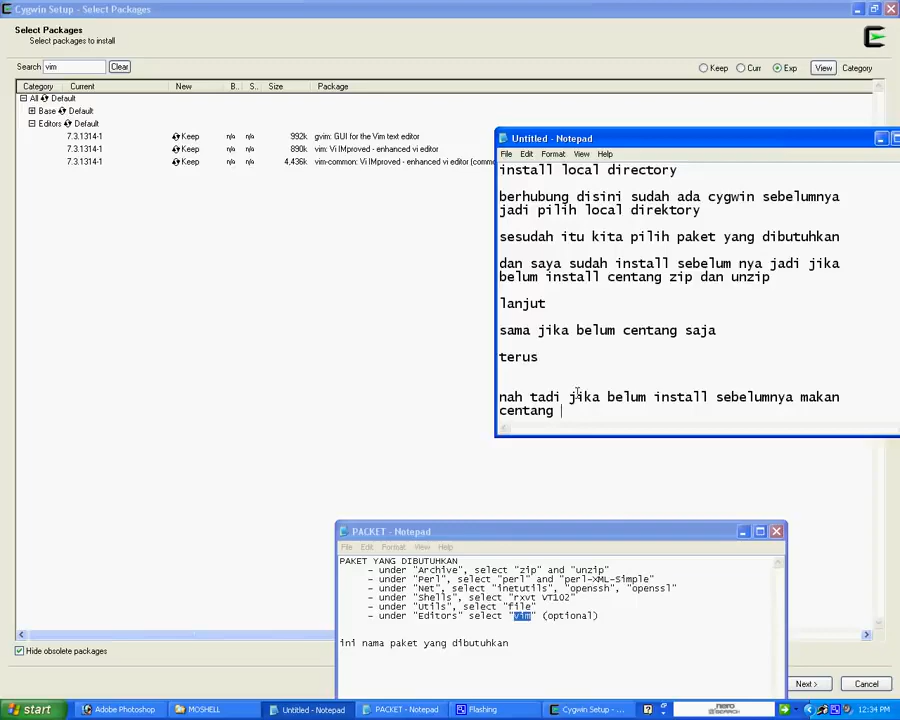 Cygwin Setup - Select Packages
Select Packages
Select packages to install
Search vim Clear
Keep Curr Exp View Category
Category Current New B.. S.. Size Package
All Default
Base Default
Editors Default
7.3.1314-1 Keep n/a n/a 992k gvim: GUI for the Vim text editor
7.3.1314-1 Keep n/a n/a 890k vim: Vi IMproved - enhanced vi editor
7.3.1314-1 Keep n/a n/a 4,436k vim-common: Vi IMproved - enhanced vi editor (comm
Untitled - Notepad
File Edit Format View Help
install local directory
berhubung disini sudah ada cygwin sebelumnya
jadi pilih local direktory
sesudah itu kita pilih paket yang dibutuhkan
dan saya sudah install sebelum nya jadi jika
belum install centang zip dan unzip
lanjut
sama jika belum centang saja
terus
nah tadi jika belum install sebelumnya makan
centang
PACKET - Notepad
File Edit Format View Help
PAKET YANG DIBUTUHKAN
- under "Archive", select "zip" and "unzip"
- under "Perl", select "perl" and "perl-XML-Simple"
- under "Net", select "inetutils", "openssh", "openssl"
- under "Shells", select "rxvt VT102"
- under "Utils", select "file"
- under "Editors" select "vim" (optional)
ini nama paket yang dibutuhkan
Hide obsolete packages
Next > Cancel
start Adobe Photoshop MOSHELL Untitled - Notepad PACKET - Notepad Flashing Cygwin Setup - ... nero SEARCH 12:34 PM